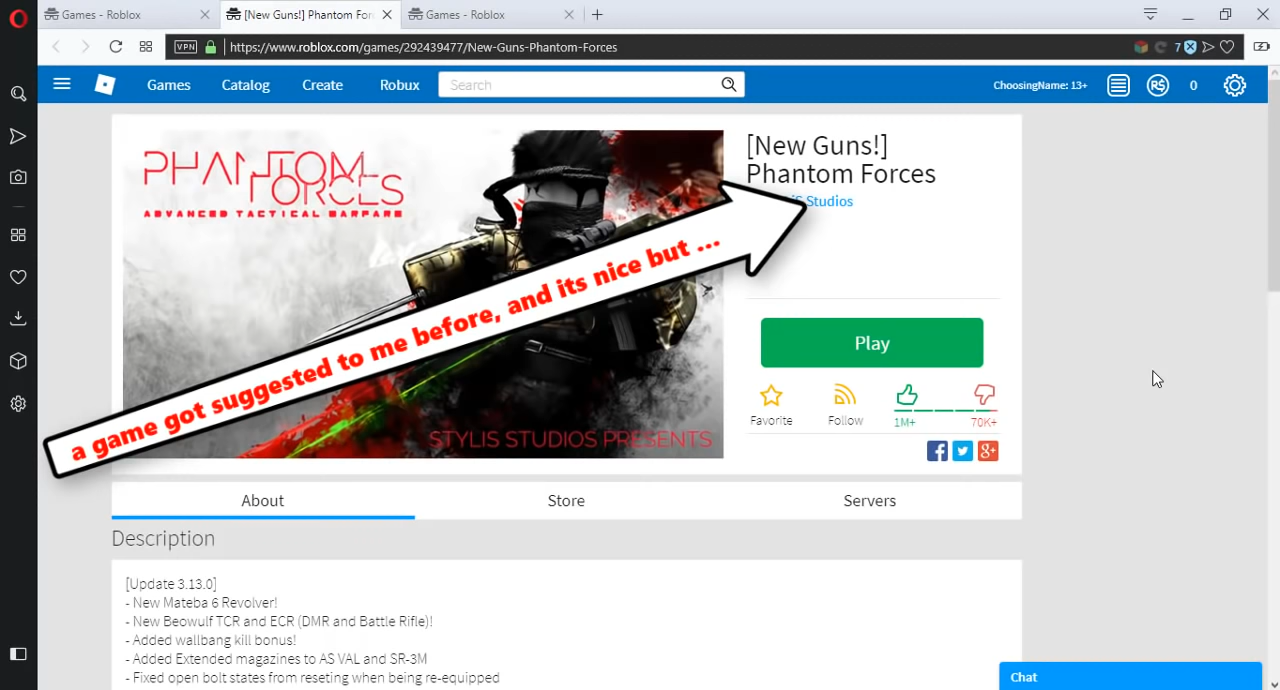 Games - Roblox
[New Guns!] Phantom For
Games - Roblox
VPN
https://www.roblox.com/games/292439477/New-Guns-Phantom-Forces
7
Games
Catalog
Create
Robux
Search
ChoosingName: 13+
R$
0
PHANTOM
FORCES
ADVANCED TACTICAL WARFARE
[New Guns!]
Phantom Forces
S Studios
a game got suggested to me before, and its nice but ...
Play
Favorite
Follow
1M+
70K+
STYLIS STUDIOS PRESENTS
About
Store
Servers
Description
[Update 3.13.0]
- New Mateba 6 Revolver!
- New Beowulf TCR and ECR (DMR and Battle Rifle)!
- Added wallbang kill bonus!
- Added Extended magazines to AS VAL and SR-3M
- Fixed open bolt states from reseting when being re-equipped
Chat